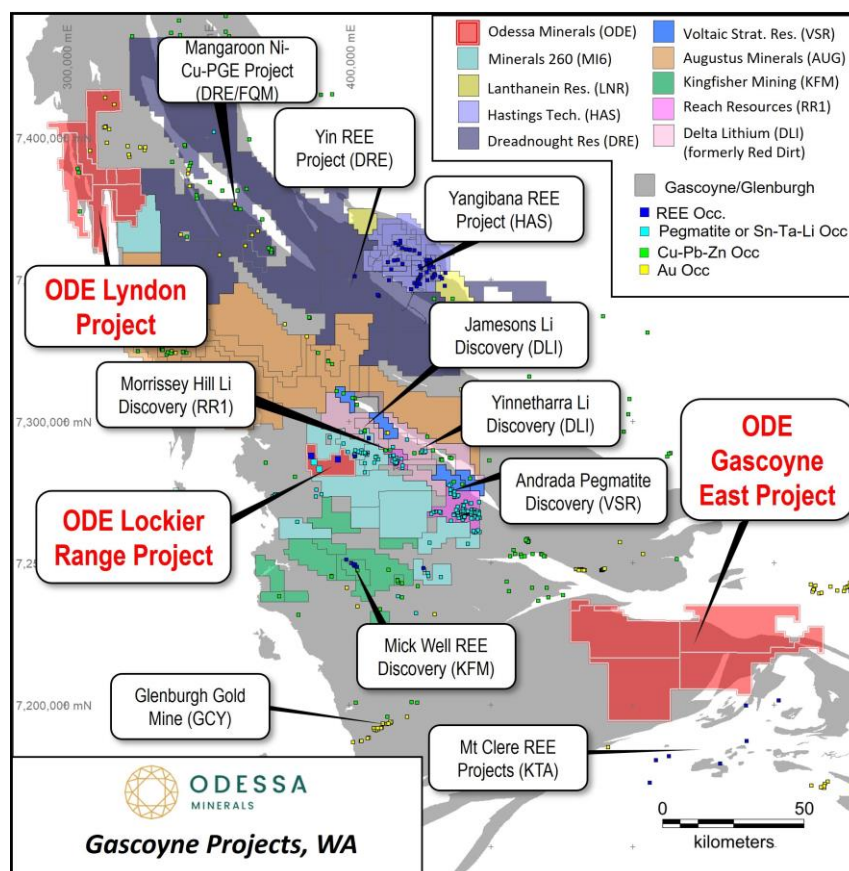 300,000 mE
400,000 mE
Mangaroon Ni-
Cu-PGE Project
(DRE/FQM)
Odessa Minerals (ODE)
Minerals 260 (MI6)
Lanthanein Res. (LNR)
Hastings Tech. (HAS)
Dreadnought Res (DRE)
Voltaic Strat. Res. (VSR)
Augustus Minerals (AUG)
Kingfisher Mining (KFM)
Reach Resources (RR1)
Delta Lithium (DLI)
(formerly Red Dirt)
Gascoyne/Glenburgh
REE Occ.
Pegmatite or Sn-Ta-Li Occ
Cu-Pb-Zn Occ
Au Occ
7,400,000 mN
Yin REE
Project (DRE)
Yangibana REE
Project (HAS)
ODE Lyndon
Project
Jamesons Li
Discovery (DLI)
Morrissey Hill Li
Discovery (RR1)
7,300,000 mN
Yinnetharra Li
Discovery (DLI)
ODE
Gascoyne
East Project
Andrada Pegmatite
Discovery (VSR)
ODE Lockier
Range Project
Mick Well REE
Discovery (KFM)
Glenburgh Gold
Mine (GCY)
7,200,000 mN
Mt Clere REE
Projects (KTA)
ODESSA
MINERALS
Gascoyne Projects, WA
0 50
kilometers